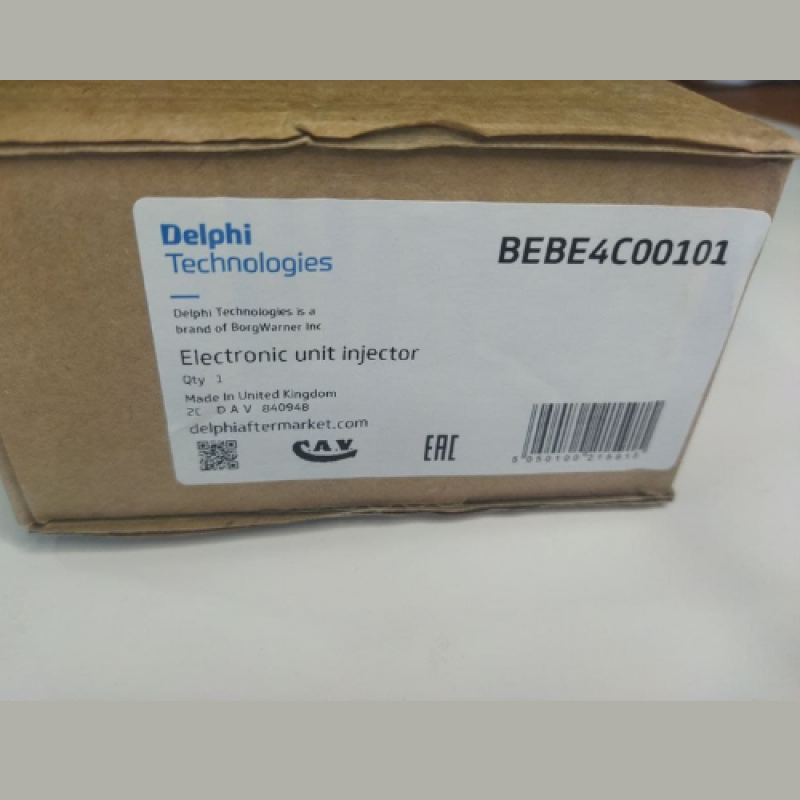 Delphi
Technologies
BEBE4C00101
Delphi Technologies is a
brand of BorgWarner Inc
Electronic unit injector
Qty 1
Made In United Kingdom
2C D A V 84094B
delphiaftermarket.com
C.A.V.
EAC